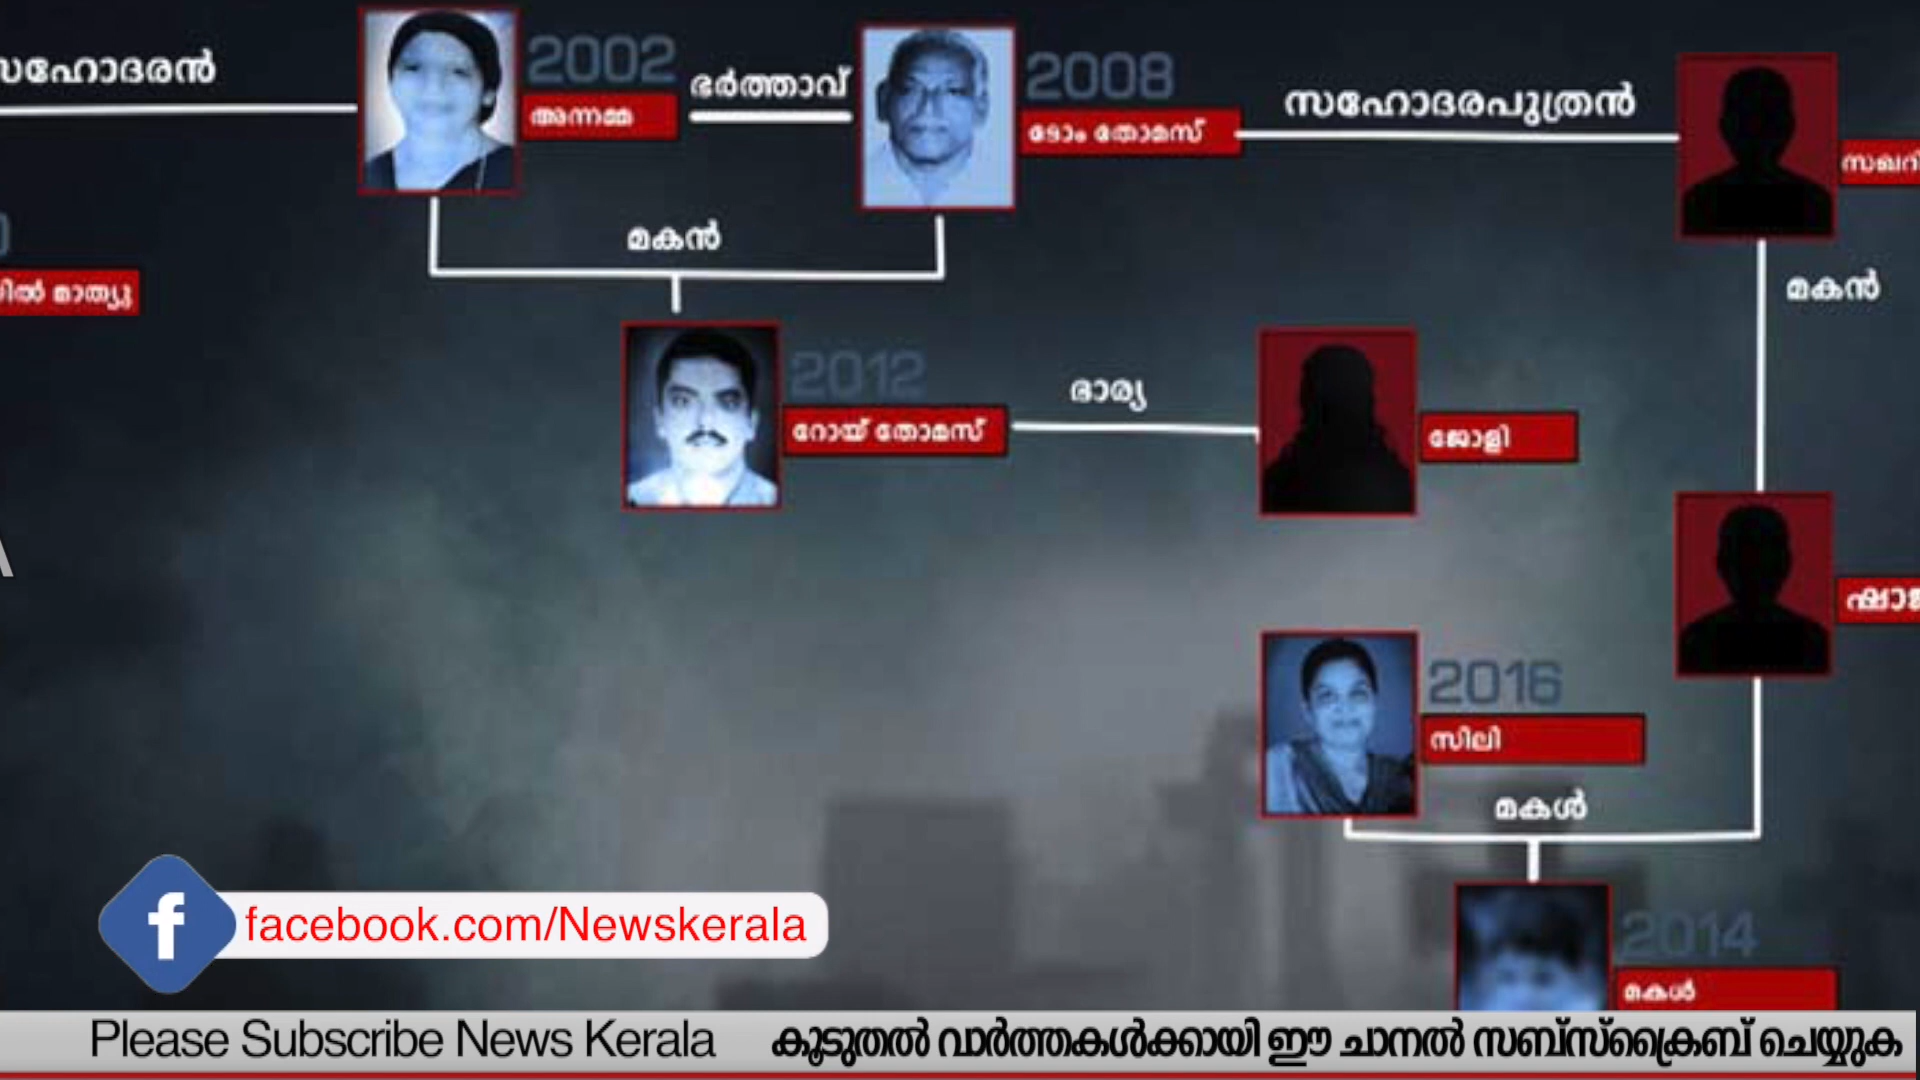 സഹോദരൻ
2002
അന്നമ്മ
ഭർത്താവ്
2008
ടോം തോമസ്
സഹോദരപുത്രൻ
മകൻ
മാത്യു
2012
റോയ് തോമസ്
ഭാര്യ
ജോളി
മകൻ
2016
സിലി
മകൾ
2014
മകൾ
f facebook.com/Newskerala
Please Subscribe News Kerala കൂടുതൽ വാർത്തകൾക്കായി ഈ ചാനൽ സബ്സ്ക്രൈബ് ചെയ്യുക